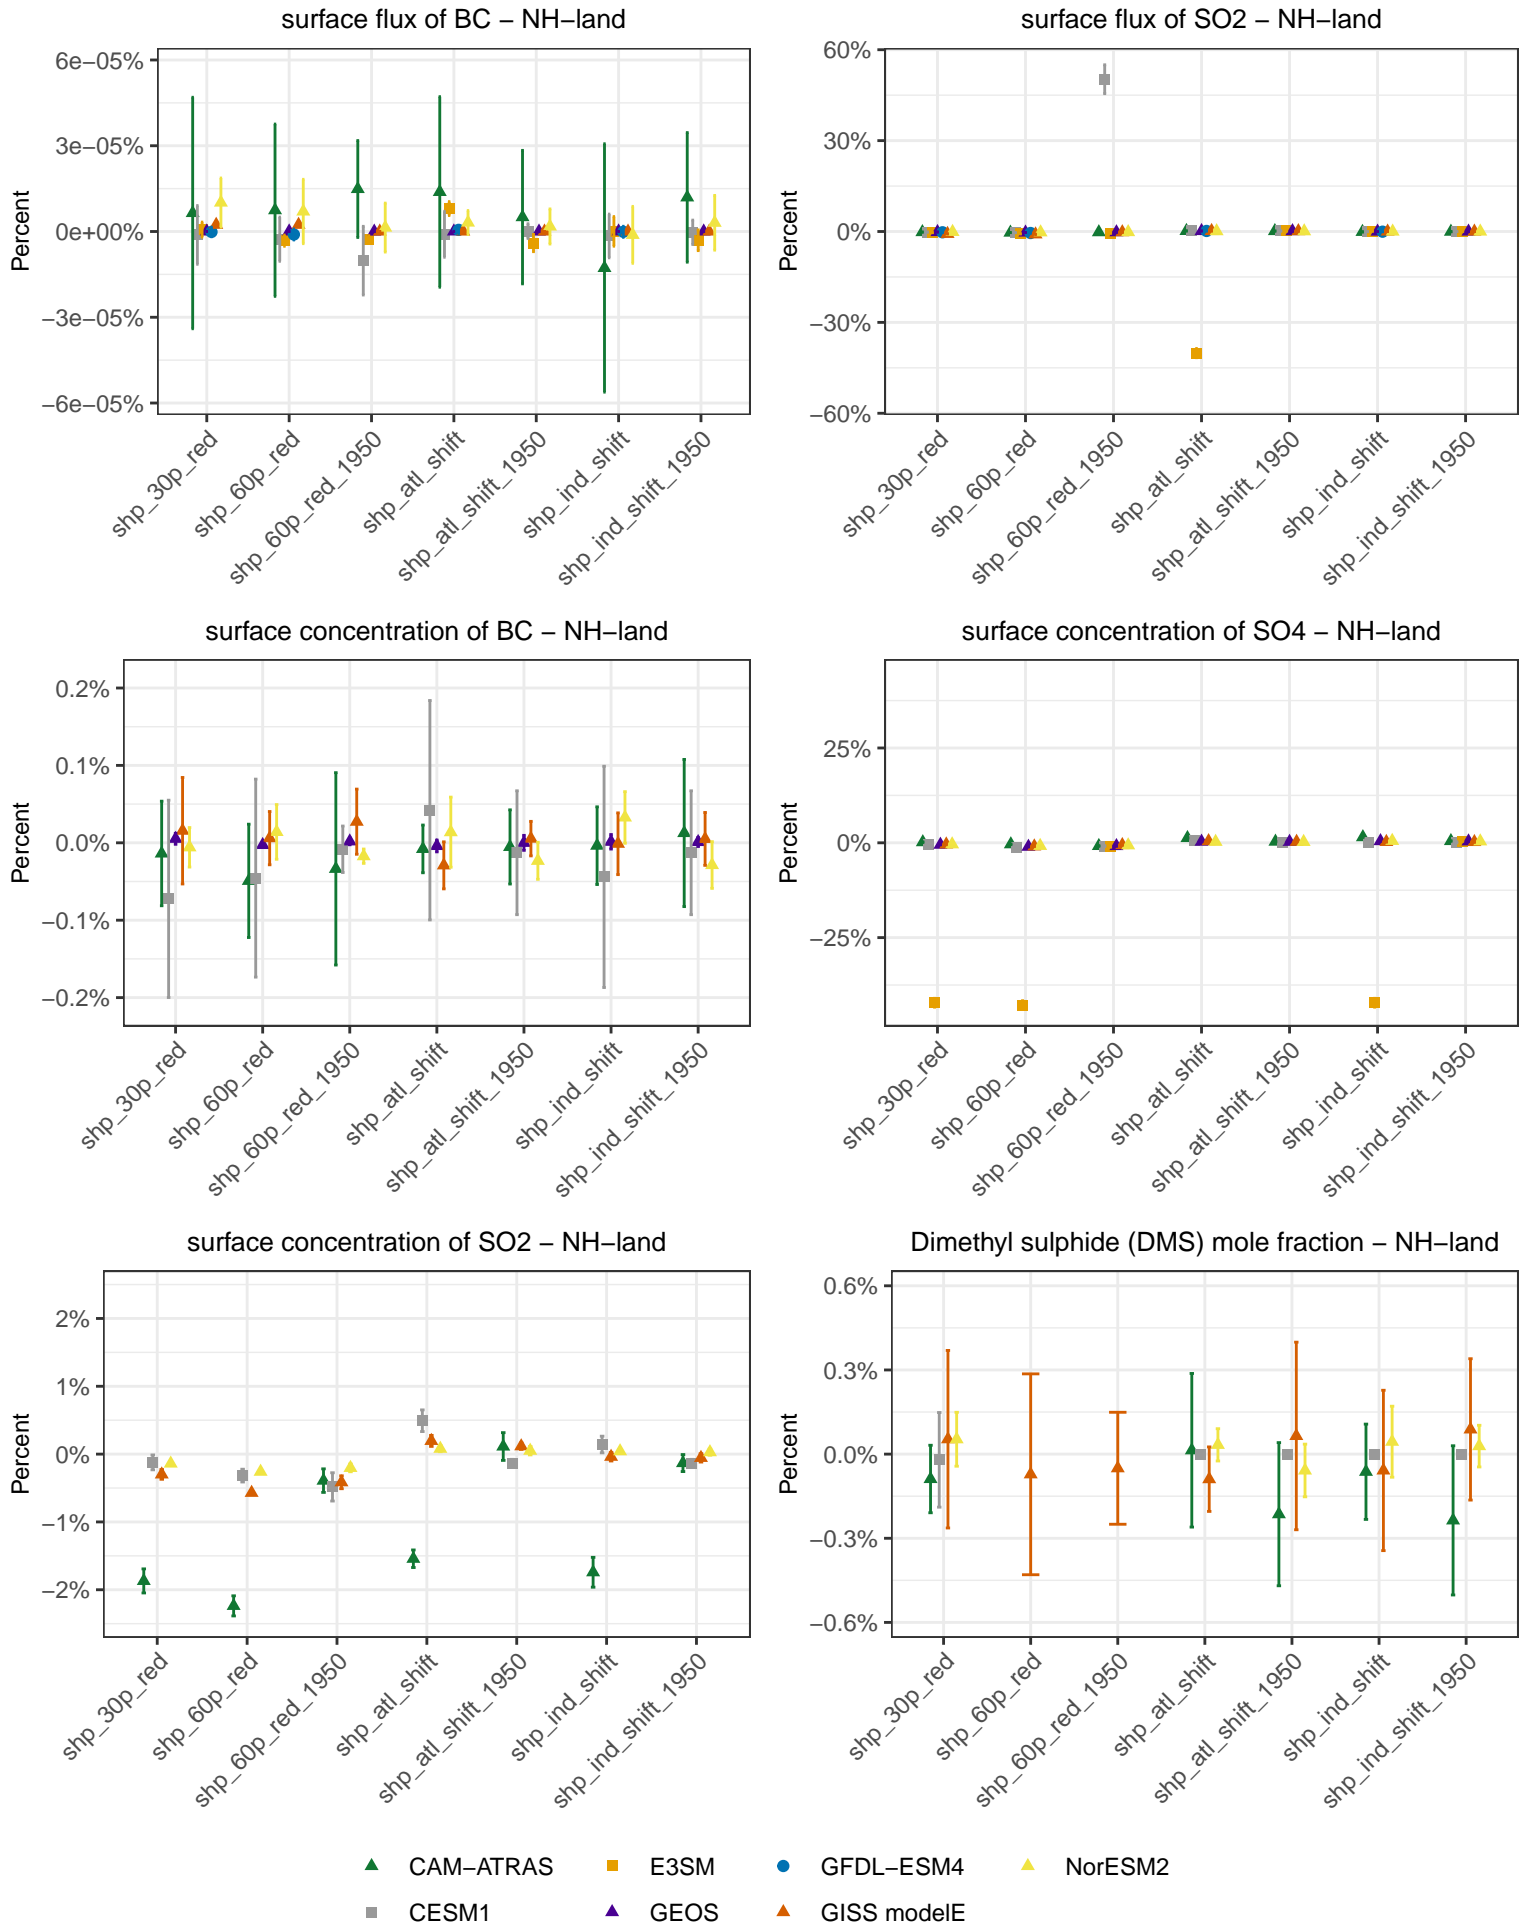 surface flux of BC − NH−land
Percent
6e−05%
3e−05%
0e+00%
−3e−05%
−6e−05%
shp_30p_red
shp_60p_red
shp_60p_red_1950
shp_atl_shift
shp_atl_shift_1950
shp_ind_shift
shp_ind_shift_1950
surface flux of SO2 − NH−land
Percent
60%
30%
0%
−30%
−60%
shp_30p_red
shp_60p_red
shp_60p_red_1950
shp_atl_shift
shp_atl_shift_1950
shp_ind_shift
shp_ind_shift_1950
surface concentration of BC − NH−land
Percent
0.2%
0.1%
0.0%
−0.1%
−0.2%
shp_30p_red
shp_60p_red
shp_60p_red_1950
shp_atl_shift
shp_atl_shift_1950
shp_ind_shift
shp_ind_shift_1950
surface concentration of SO4 − NH−land
Percent
25%
0%
−25%
shp_30p_red
shp_60p_red
shp_60p_red_1950
shp_atl_shift
shp_atl_shift_1950
shp_ind_shift
shp_ind_shift_1950
surface concentration of SO2 − NH−land
Percent
2%
1%
0%
−1%
−2%
shp_30p_red
shp_60p_red
shp_60p_red_1950
shp_atl_shift
shp_atl_shift_1950
shp_ind_shift
shp_ind_shift_1950
Dimethyl sulphide (DMS) mole fraction − NH−land
Percent
0.6%
0.3%
0.0%
−0.3%
−0.6%
shp_30p_red
shp_60p_red
shp_60p_red_1950
shp_atl_shift
shp_atl_shift_1950
shp_ind_shift
shp_ind_shift_1950
CAM−ATRAS E3SM GFDL−ESM4 NorESM2
CESM1 GEOS GISS modelE